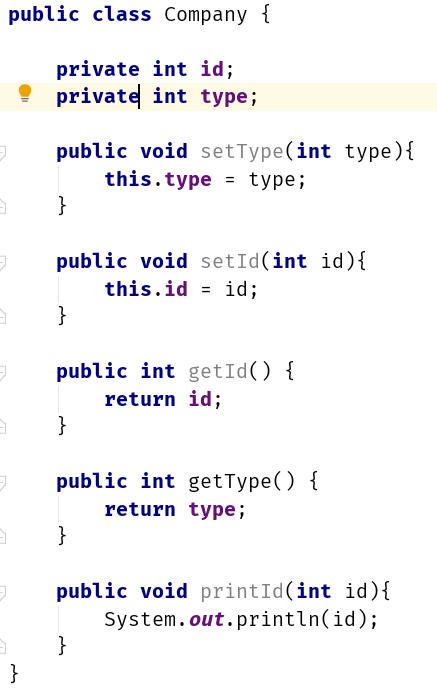 public class Company {
private int id;
private int type;
public void setType(int type){
this.type = type;
}
public void setId(int id){
this.id = id;
}
public int getId() {
return id;
}
public int getType() {
return type;
}
public void printId(int id){
System.out.println(id);
}
}